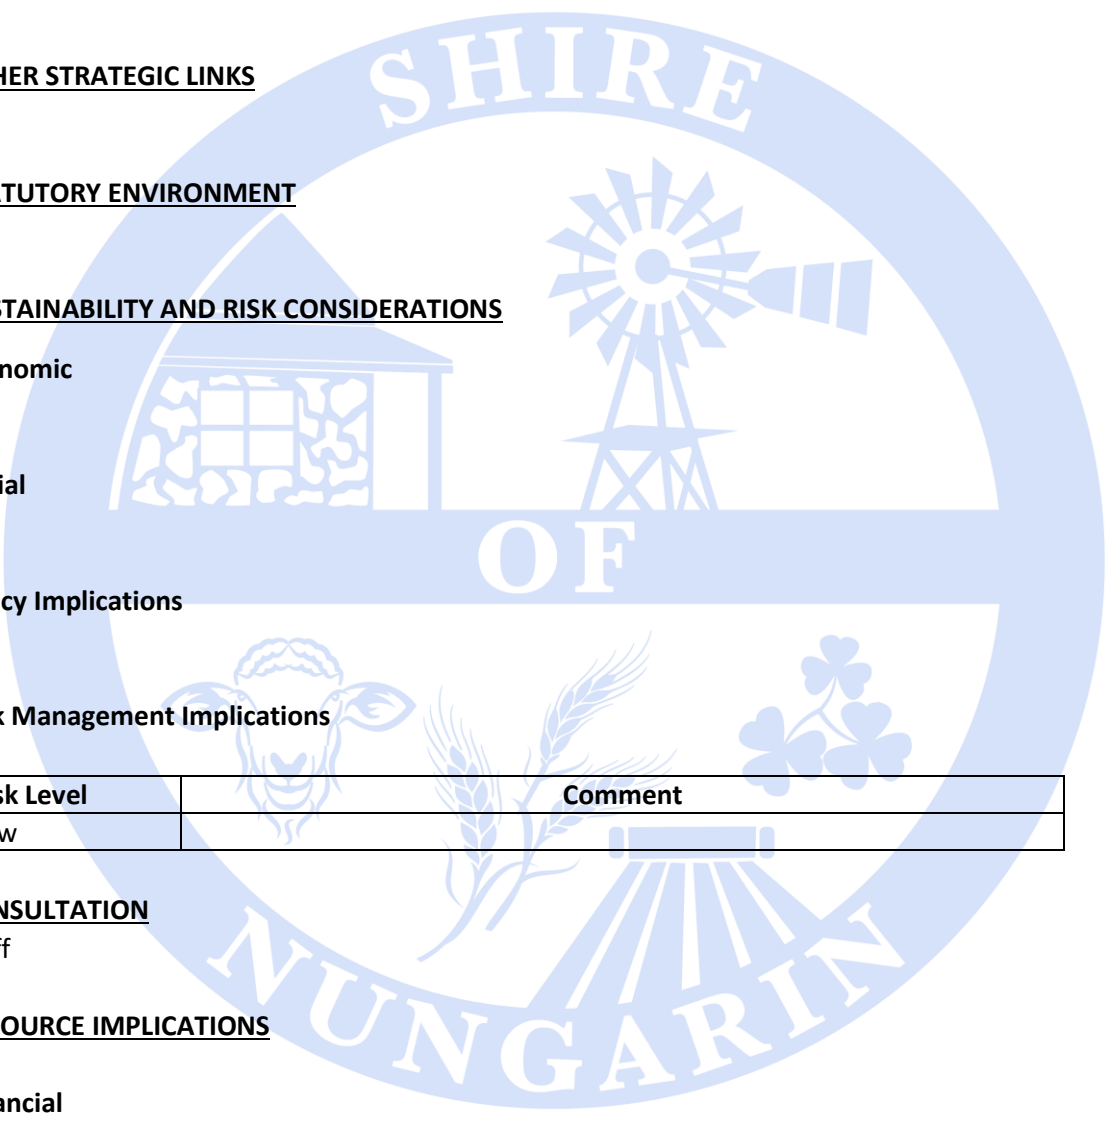 SHIRE
HER STRATEGIC LINKS
ATUTORY ENVIRONMENT
STAINABILITY AND RISK CONSIDERATIONS
nomic
ial
OF
cy Implications
k Management Implications
sk Level Comment
w
NSULTATION
ff
NUNGARIN
OURCE IMPLICATIONS
ancial